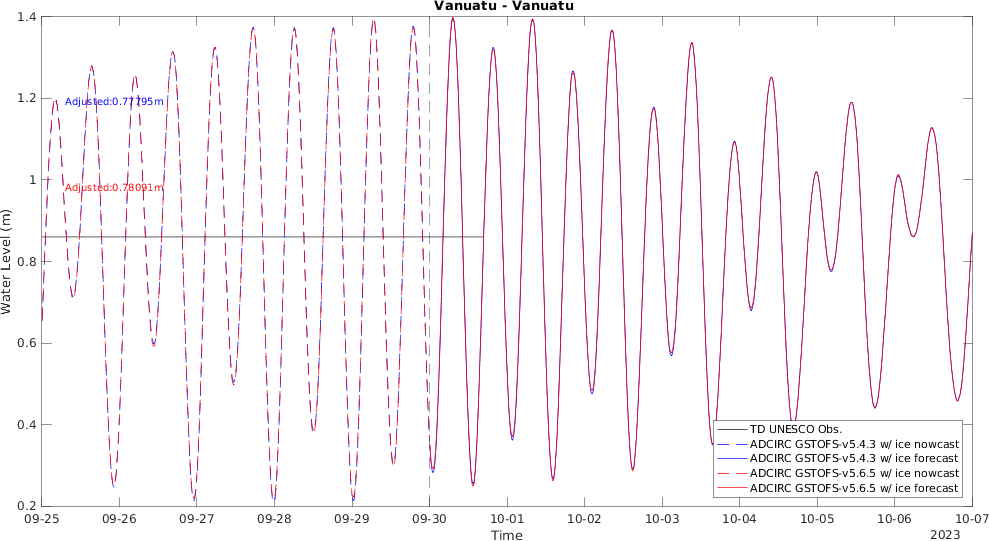 Vanuatu - Vanuatu
1.4
1.2
1
0.8
0.6
0.4
0.2
Water Level (m)
Adjusted:0.77795m
Adjusted:0.78091m
TD UNESCO Obs.
ADCIRC GSTOFS-v5.4.3 w/ ice nowcast
ADCIRC GSTOFS-v5.4.3 w/ ice forecast
ADCIRC GSTOFS-v5.6.5 w/ ice nowcast
ADCIRC GSTOFS-v5.6.5 w/ ice forecast
09-25 09-26 09-27 09-28 09-29 09-30 10-01 10-02 10-03 10-04 10-05 10-06 10-07
Time
2023